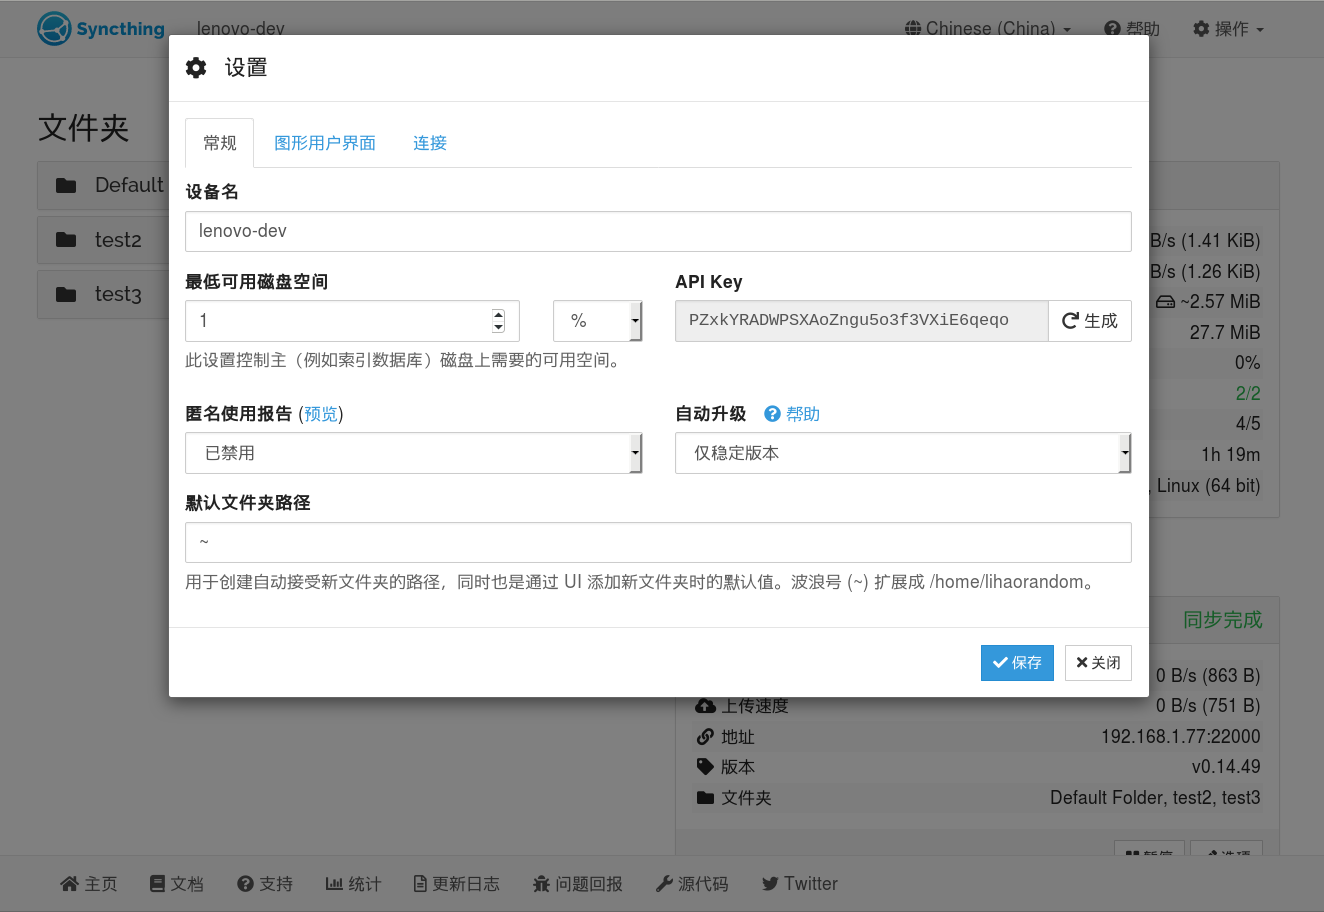 Syncthing lenovo-dev Chinese (China) 帮助 操作
设置
文件夹
常规 图形用户界面 连接
Default
test2
test3
设备名
lenovo-dev
最低可用磁盘空间 API Key
1 % PZxkYRADWPSXAoZngu5o3f3VXiE6qeqo 生成
此设置控制主（例如索引数据库）磁盘上需要的可用空间。
匿名使用报告 (预览) 自动升级 帮助
已禁用 仅稳定版本
默认文件夹路径
~
用于创建自动接受新文件夹的路径，同时也是通过 UI 添加新文件夹时的默认值。波浪号 (~) 扩展成 /home/lihaorandom。
保存 关闭
B/s (1.41 KiB)
B/s (1.26 KiB)
~2.57 MiB
27.7 MiB
0%
2/2
4/5
1h 19m
, Linux (64 bit)
同步完成
0 B/s (863 B)
上传速度 0 B/s (751 B)
地址 192.168.1.77:22000
版本 v0.14.49
文件夹 Default Folder, test2, test3
暂停 选项
主页 文档 支持 统计 更新日志 问题回报 源代码 Twitter